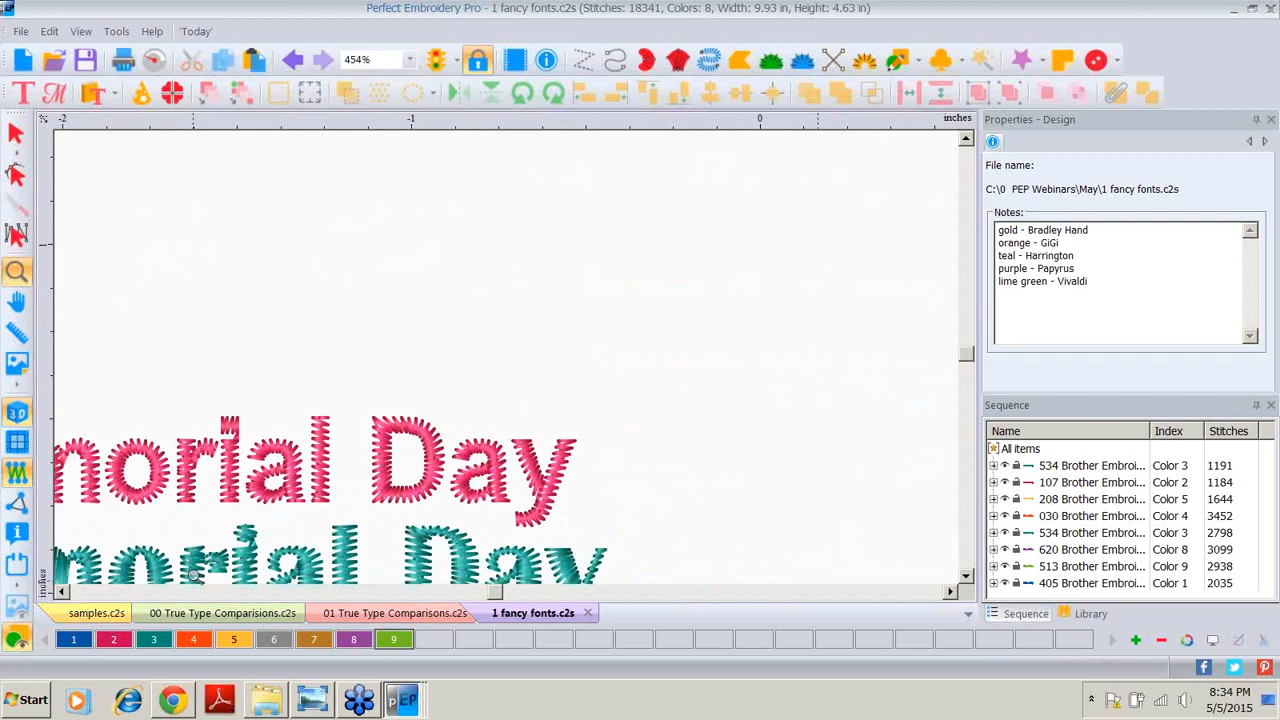 Perfect Embroidery Pro - 1 fancy fonts.c2s (Stitches: 18341, Colors: 8, Width: 9.93 in, Height: 4.63 in)
File Edit View Tools Help 'Today'
454%
-2 -1 0 inches
Properties - Design
File name:
C:\0 PEP Webinars\May\1 fancy fonts.c2s
Notes:
gold - Bradley Hand
orange - GiGi
teal - Harrington
purple - Papyrus
lime green - Vivaldi
morial Day
morial Day
inches
Sequence
Name Index Stitches
All items
534 Brother Embroi... Color 3 1191
107 Brother Embroi... Color 2 1184
208 Brother Embroi... Color 5 1644
030 Brother Embroi... Color 4 3452
534 Brother Embroi... Color 3 2798
620 Brother Embroi... Color 8 3099
513 Brother Embroi... Color 9 2938
405 Brother Embroi... Color 1 2035
samples.c2s 00 True Type Comparisions.c2s 01 True Type Comparisions.c2s 1 fancy fonts.c2s
Sequence Library
1 2 3 4 5 6 7 8 9
Start
pEP
8:34 PM
5/5/2015